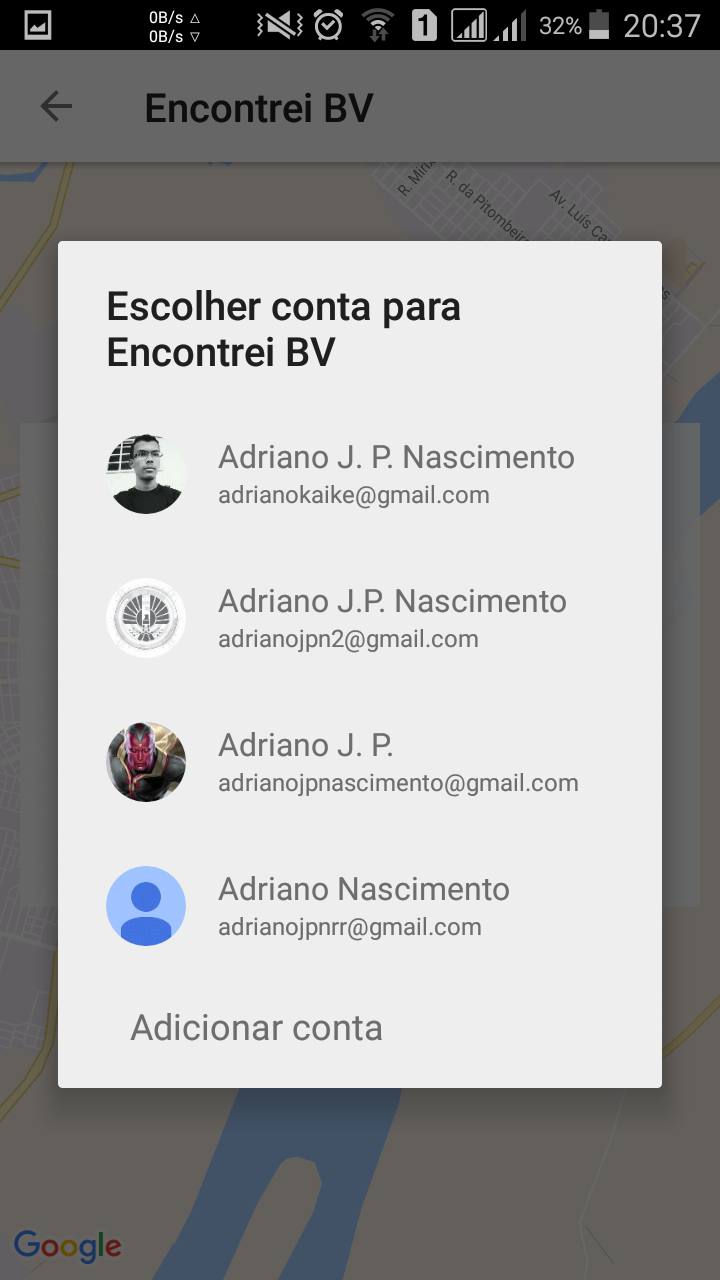 0B/s △
0B/s ▽
1
32%
20:37
Encontrei BV
R. da Pitombeira
Av. Luís Ca
Escolher conta para
Encontrei BV
Adriano J. P. Nascimento
adrianokaike@gmail.com
Adriano J.P. Nascimento
adrianojpn2@gmail.com
Adriano J. P.
adrianojpnascimento@gmail.com
Adriano Nascimento
adrianojpnrr@gmail.com
Adicionar conta
Google